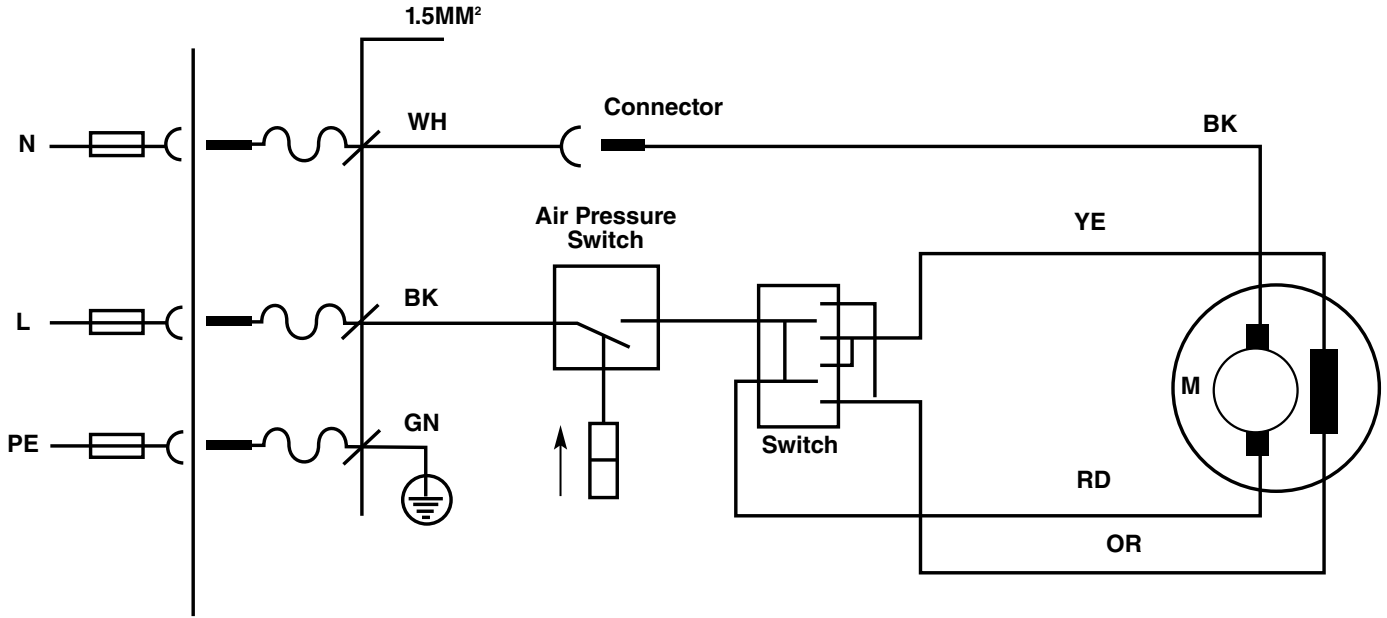 1.5MM²
N
WH
Connector
BK
Air Pressure
Switch
YE
L
BK
M
PE
GN
Switch
RD
OR